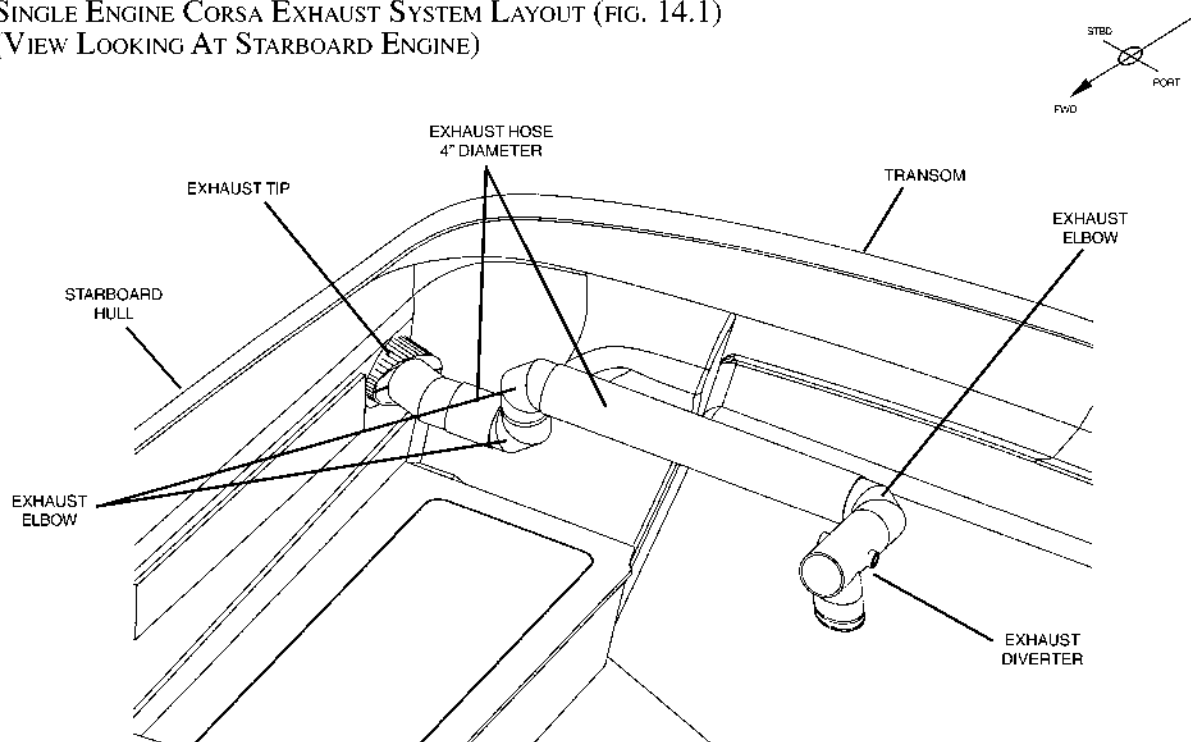 SINGLE ENGINE CORSA EXHAUST SYSTEM LAYOUT (FIG. 14.1)
(VIEW LOOKING AT STARBOARD ENGINE)
STBD
PORT
FWD
EXHAUST HOSE
4" DIAMETER
EXHAUST TIP
TRANSOM
EXHAUST
ELBOW
STARBOARD
HULL
EXHAUST
ELBOW
EXHAUST
DIVERTER